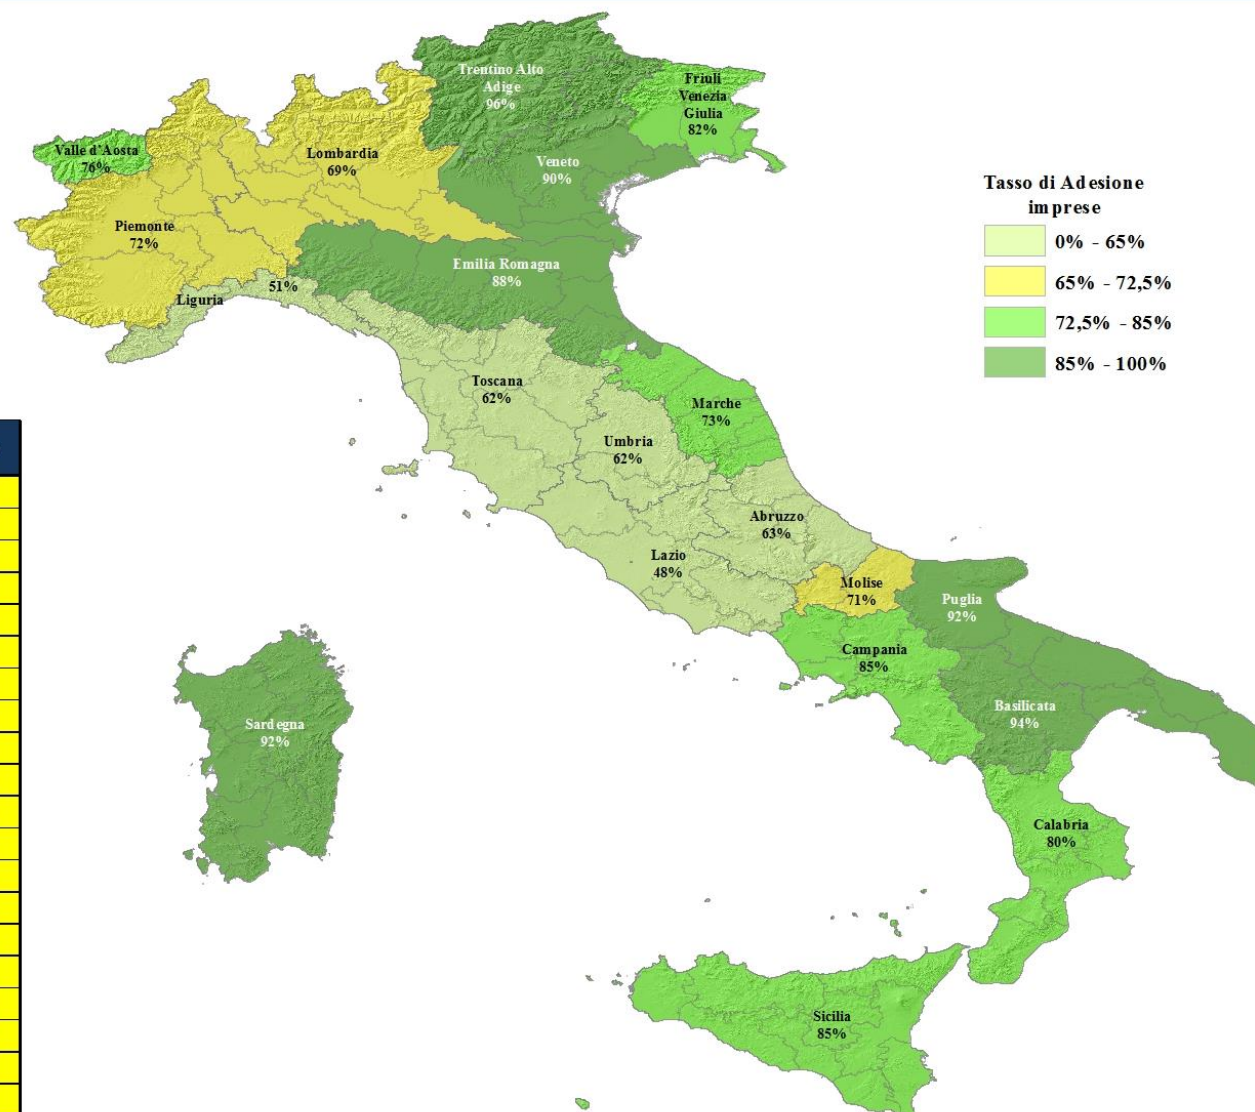 Trentino Alto
Adige
96%
Friuli
Venezia
Giulia
82%
Valle d'Aosta
76%
Lombardia
69%
Veneto
90%
Piemonte
72%
Emilia Romagna
88%
Liguria
51%
Tasso di Adesione
imprese
0% - 65%
65% - 72,5%
72,5% - 85%
85% - 100%
Toscana
62%
Marche
73%
Umbria
62%
Abruzzo
63%
Lazio
48%
Molise
71%
Puglia
92%
Campania
85%
Basilicata
94%
Sardegna
92%
Calabria
80%
Sicilia
85%